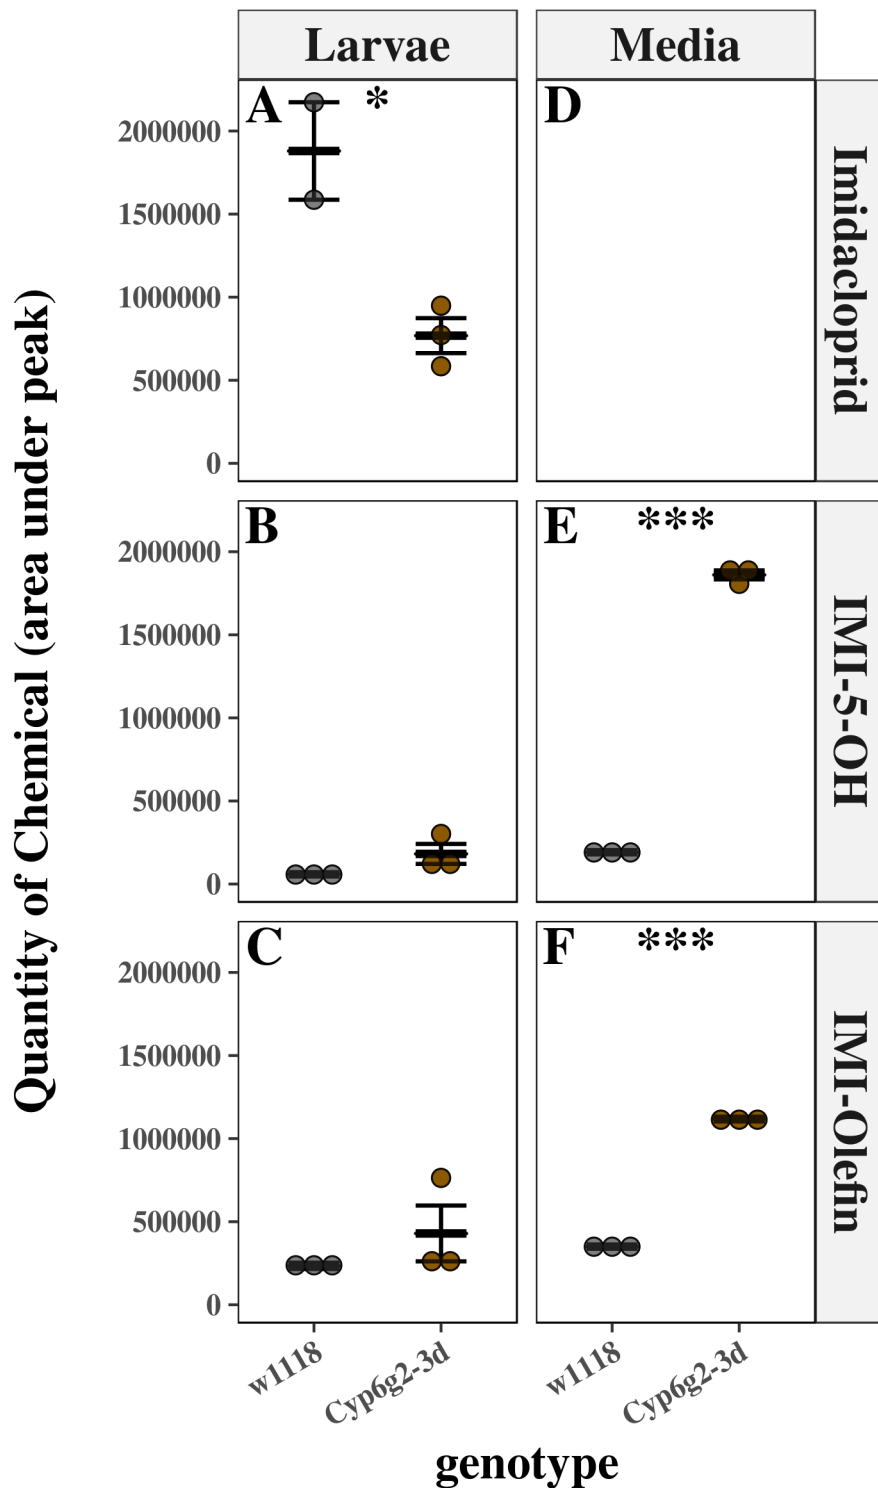 Larvae
Media
A
*
D
2000000
1500000
1000000
500000
0
Imidacloprid
B
E
***
2000000
1500000
1000000
500000
0
IMI-5-OH
C
F
***
2000000
1500000
1000000
500000
0
IMI-Olefin
Quantity of Chemical (area under peak)
w1118
Cyp6g2-3d
w1118
Cyp6g2-3d
genotype